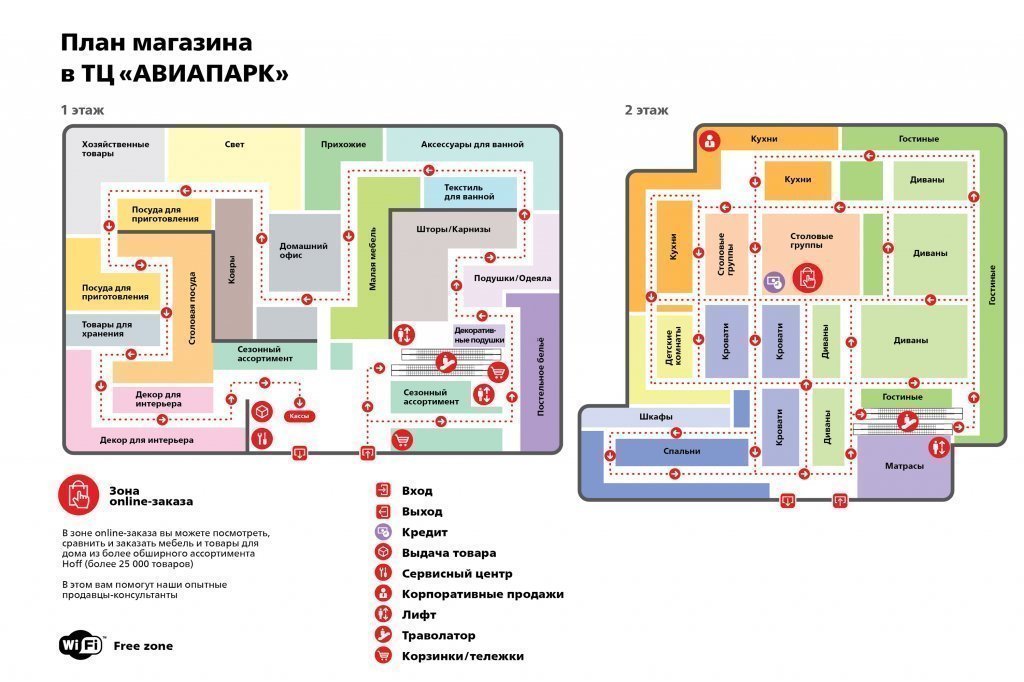 План магазина
в ТЦ «АВИАПАРК»
1 этаж
Хозяйственные
товары
Свет
Прихожие
Аксессуары для ванной
Текстиль
для ванной
Посуда для
приготовления
Ковры
Домашний
офис
Малая мебель
Шторы/Карнизы
Подушки/Одеяла
Посуда для
приготовления
Столовая посуда
Товары для
хранения
Сезонный
ассортимент
Декоратив-
ные подушки
Постельное бельё
Декор для
интерьера
Кассы
Сезонный
ассортимент
Декор для интерьера
2 этаж
Кухни
Гостиные
Кухни
Диваны
Кухни
Столовые
группы
Столовые
группы
Диваны
Гостиные
Детские
комнаты
Кровати
Кровати
Диваны
Диваны
Гостиные
Шкафы
Кровати
Диваны
Спальни
Матрасы
Зона
online-заказа
В зоне online-заказа вы можете посмотреть,
сравнить и заказать мебель и товары для
дома из более обширного ассортимента
Hoff (более 25 000 товаров)
В этом вам помогут наши опытные
продавцы-консультанты
WiFi™ Free zone
Вход
Выход
Кредит
Выдача товара
Сервисный центр
Корпоративные продажи
Лифт
Траволатор
Корзинки/тележки